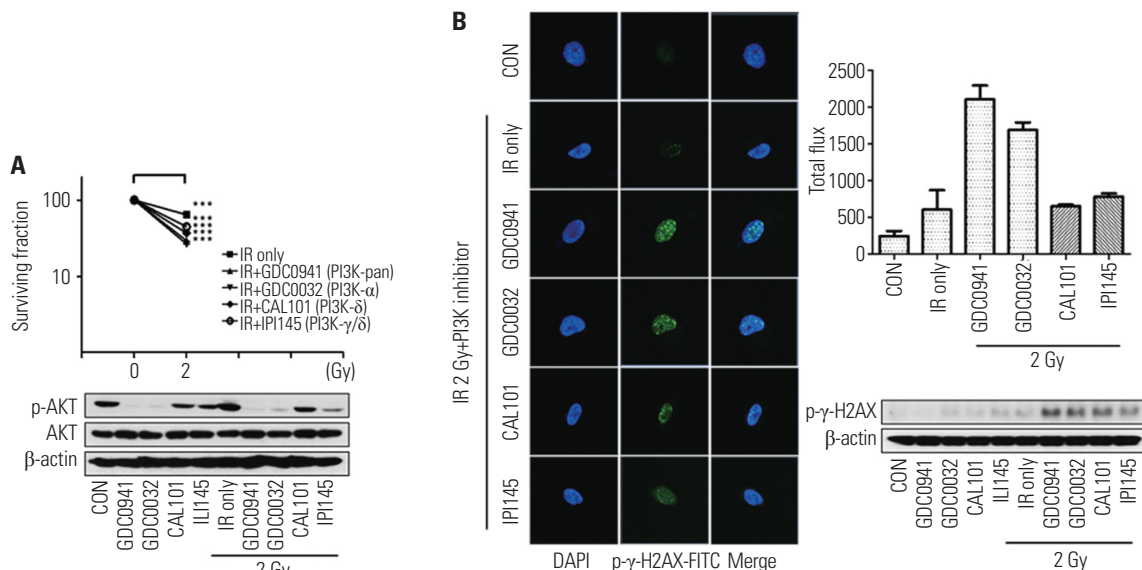 A
Surviving fraction
100
10
***
***
***
***
IR only
IR+GDC0941 (PI3K-pan)
IR+GDC0032 (PI3K-α)
IR+CAL101 (PI3K-δ)
IR+IPI145 (PI3K-γ/δ)
0
2
(Gy)
p-AKT
AKT
β-actin
CON
GDC0941
GDC0032
CAL101
ILI145
IR only
GDC0941
GDC0032
CAL101
IPI145
2 Gy
B
CON
IR only
GDC0941
GDC0032
CAL101
IPI145
IR 2 Gy+PI3K inhibitor
DAPI
p-γ-H2AX-FITC
Merge
Total flux
2500
2000
1500
1000
500
0
CON
IR only
GDC0941
GDC0032
CAL101
IPI145
2 Gy
p-γ-H2AX
β-actin
CON
GDC0941
GDC0032
CAL101
ILI145
IR only
GDC0941
GDC0032
CAL101
IPI145
2 Gy